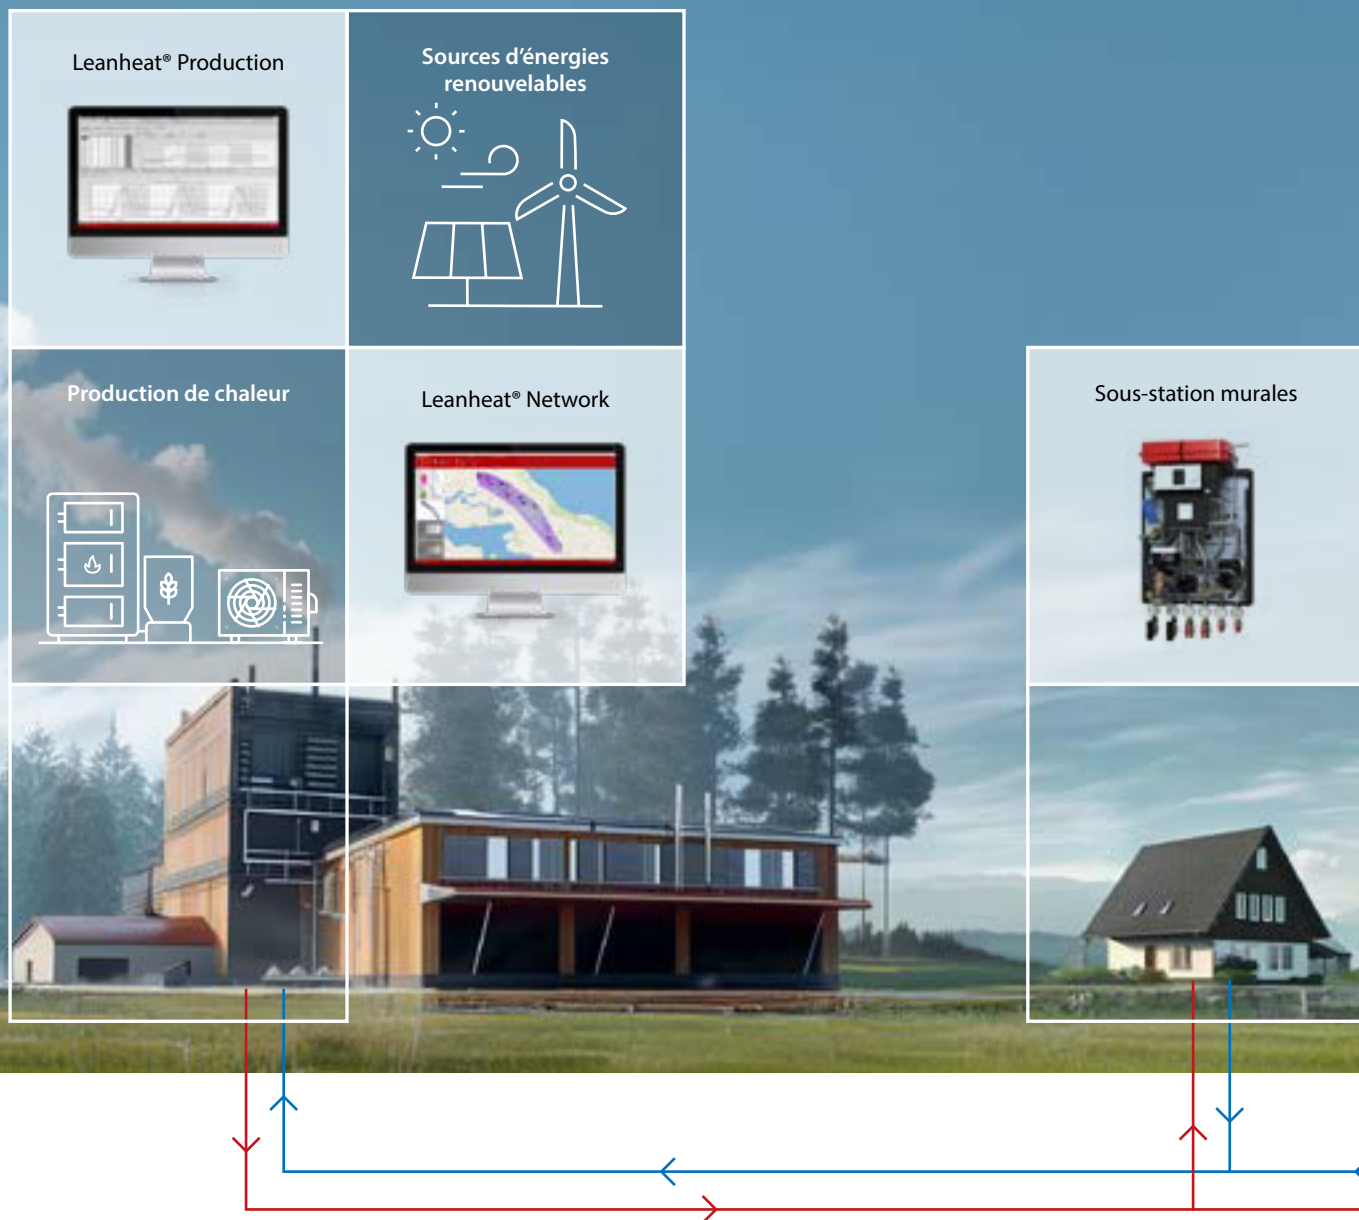 Leanheat® Production
Sources d’énergies
renouvelables
Production de chaleur
Leanheat® Network
Sous-station murales